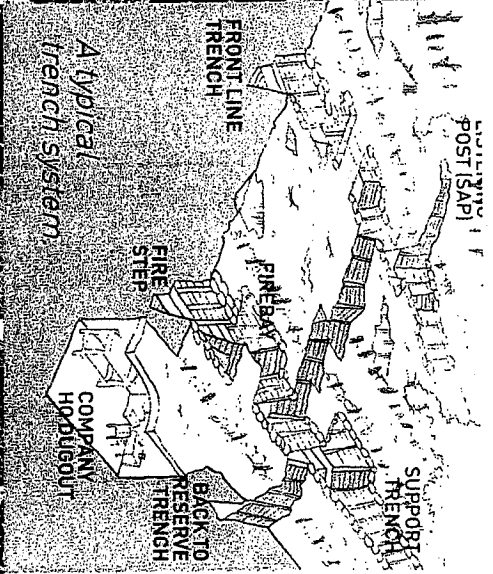 POST (SAP)
FRONT LINE
TRENCH
SUPPORT
TRENCH
FIREBAY
FIRE
STEP
BACK TO
RESERVE
TRENCH
COMPANY
HQ DUGOUT
A typical
trench system.